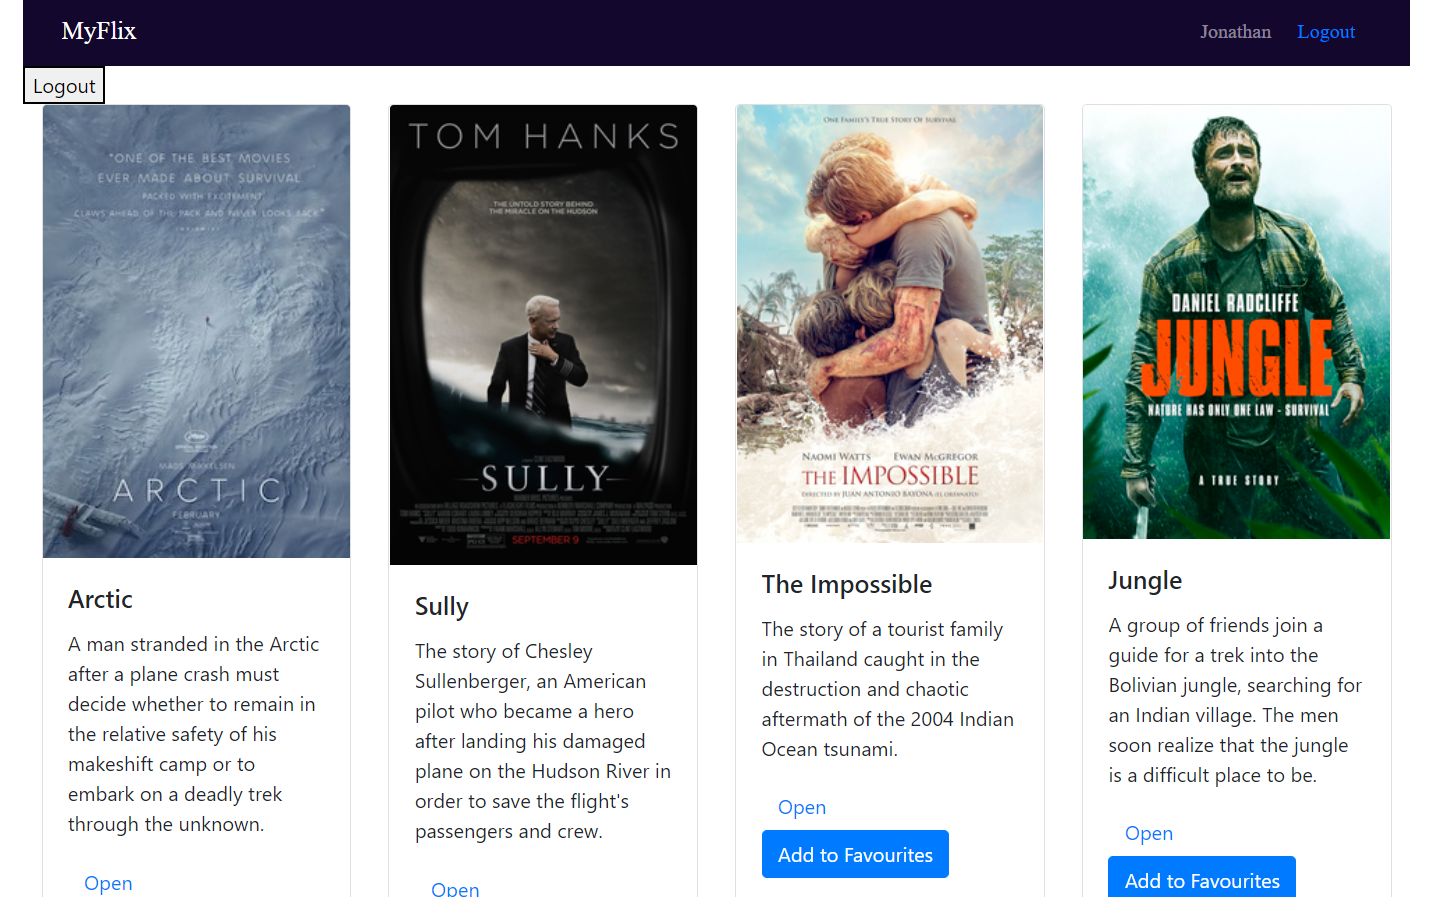 MyFlix
Jonathan
Logout
Logout
"ONE OF THE BEST MOVIES
EVER MADE ABOUT SURVIVAL
PACKED WITH EXCITEMENT
CLAWS AHEAD OF THE PACK AND NEVER LOOKS BACK"
MADS MIKKELSEN
ARCTIC
FEBRUARY
Arctic
A man stranded in the Arctic
after a plane crash must
decide whether to remain in
the relative safety of his
makeshift camp or to
embark on a deadly trek
through the unknown.
Open
TOM HANKS
THE UNTOLD STORY BEHIND
THE MIRACLE ON THE HUDSON
SULLY
SEPTEMBER 9
Sully
The story of Chesley
Sullenberger, an American
pilot who became a hero
after landing his damaged
plane on the Hudson River in
order to save the flight's
passengers and crew.
Open
ONE FAMILY'S TRUE STORY OF SURVIVAL
NAOMI WATTS EWAN McGREGOR
THE IMPOSSIBLE
DIRECTED BY JUAN ANTONIO BAYONA (EL ORFANATO)
The Impossible
The story of a tourist family
in Thailand caught in the
destruction and chaotic
aftermath of the 2004 Indian
Ocean tsunami.
Open
Add to Favourites
DANIEL RADCLIFFE
JUNGLE
NATURE HAS ONLY ONE LAW - SURVIVAL
A TRUE STORY
Jungle
A group of friends join a
guide for a trek into the
Bolivian jungle, searching for
an Indian village. The men
soon realize that the jungle
is a difficult place to be.
Open
Add to Favourites